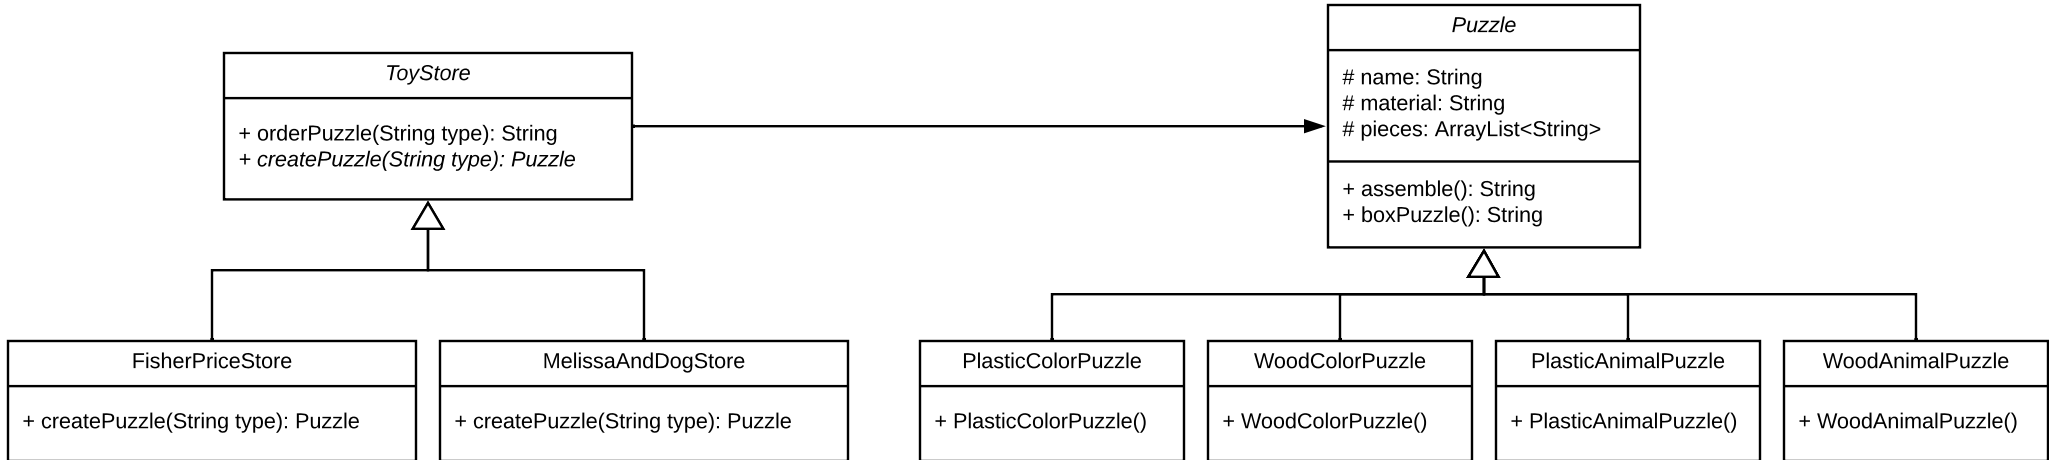 ToyStore
+ orderPuzzle(String type): String
+ createPuzzle(String type): Puzzle
Puzzle
# name: String
# material: String
# pieces: ArrayList<String>
+ assemble(): String
+ boxPuzzle(): String
FisherPriceStore
+ createPuzzle(String type): Puzzle
MelissaAndDogStore
+ createPuzzle(String type): Puzzle
PlasticColorPuzzle
+ PlasticColorPuzzle()
WoodColorPuzzle
+ WoodColorPuzzle()
PlasticAnimalPuzzle
+ PlasticAnimalPuzzle()
WoodAnimalPuzzle
+ WoodAnimalPuzzle()